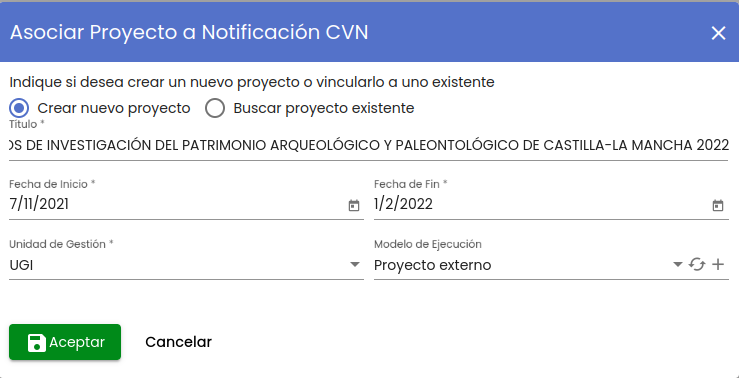 Asociar Proyecto a Notificación CVN
Indique si desea crear un nuevo proyecto o vincularlo a uno existente
Crear nuevo proyecto Buscar proyecto existente
Título *
OS DE INVESTIGACIÓN DEL PATRIMONIO ARQUEOLÓGICO Y PALEONTOLÓGICO DE CASTILLA-LA MANCHA 2022
Fecha de Inicio * Fecha de Fin *
7/11/2021 1/2/2022
Unidad de Gestión * Modelo de Ejecución
UGI Proyecto externo
Aceptar Cancelar